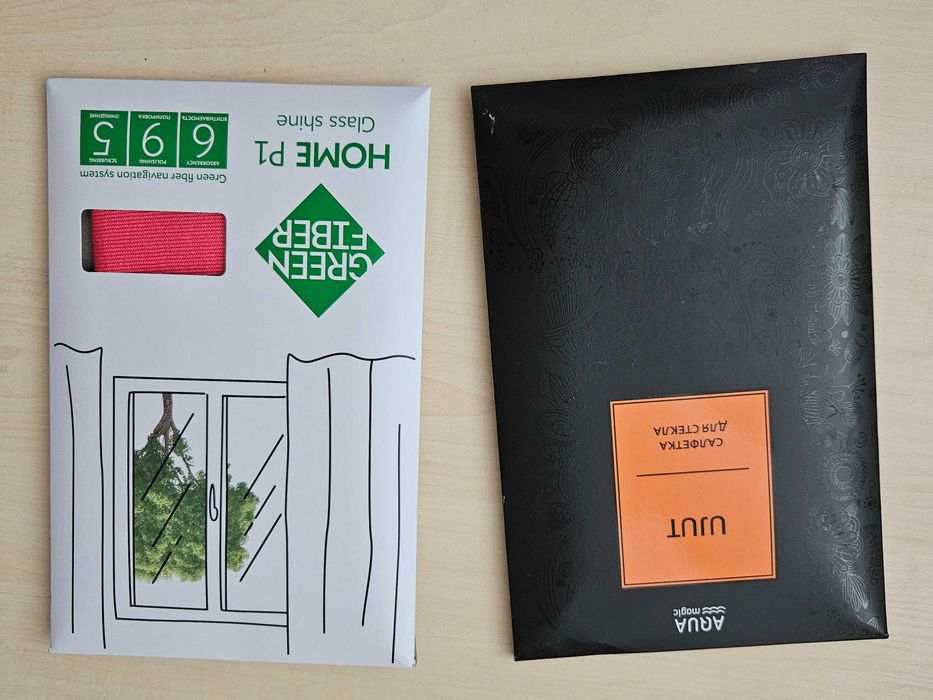 AQUA
magic
UJUT
САЛФЕТКА
ДЛЯ СТЕКЛА
GREEN
FIBER
HOME P1
Glass shine
Green fiber navigation system
ABSORBENCY POLISHING SCRUBBING
6 9 5
ВПИТЫВАЕМОСТЬ ПОЛИРОВКА ОЧИЩЕНИЕ